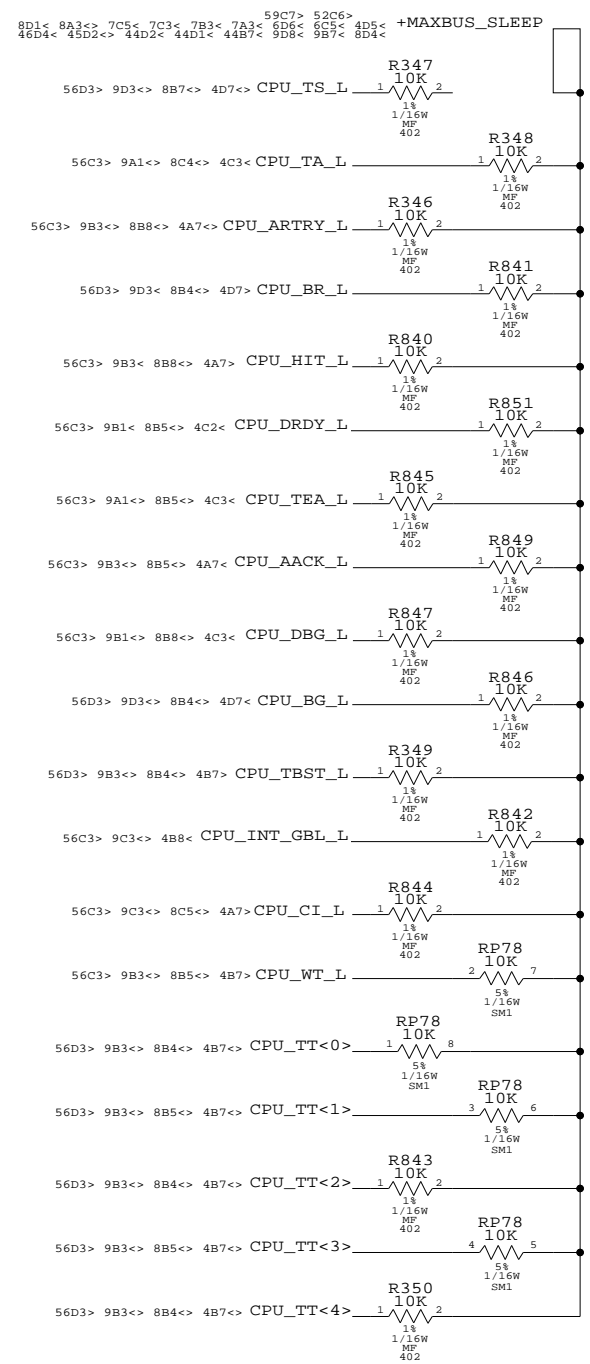 59C7> 52C6>
8D1< 8A3<> 7C5< 7C3< 7B3< 7A3< 6D6< 6C5< 4D5< +MAXBUS_SLEEP
46D4< 45D2<> 44D2< 44D1< 44B7< 9D8< 9B7< 8D4<
R347
10K
56D3> 9D3<> 8B7<> 4D7<> CPU_TS_L 1 2
1%
1/16W
MF
402
R348
10K
56C3> 9A1<> 8C4<> 4C3< CPU_TA_L 1 2
1%
1/16W
MF
402
R346
10K
56C3> 9B3<> 8B8<> 4A7<> CPU_ARTRY_L 1 2
1%
1/16W
MF
402
R841
10K
56D3> 9D3< 8B4<> 4D7> CPU_BR_L 1 2
1%
1/16W
MF
402
R840
10K
56C3> 9B3< 8B8<> 4A7> CPU_HIT_L 1 2
1%
1/16W
MF
402
R851
10K
56C3> 9B1< 8B5<> 4C2< CPU_DRDY_L 1 2
1%
1/16W
MF
402
R845
10K
56C3> 9A1<> 8B5<> 4C3< CPU_TEA_L 1 2
1%
1/16W
MF
402
R849
10K
56C3> 9B3<> 8B5<> 4A7< CPU_AACK_L 1 2
1%
1/16W
MF
402
R847
10K
56C3> 9B1<> 8B8<> 4C3< CPU_DBG_L 1 2
1%
1/16W
MF
402
R846
10K
56D3> 9D3<> 8B4<> 4D7< CPU_BG_L 1 2
1%
1/16W
MF
402
R349
10K
56D3> 9B3<> 8B4<> 4B7> CPU_TBST_L 1 2
1%
1/16W
MF
402
R842
10K
56C3> 9C3<> 4B8< CPU_INT_GBL_L 1 2
1%
1/16W
MF
402
R844
10K
56C3> 9C3<> 8C5<> 4A7> CPU_CI_L 1 2
1%
1/16W
MF
402
RP78
10K
56C3> 9B3<> 8B5<> 4B7> CPU_WT_L 2 7
5%
1/16W
SM1
RP78
10K
56D3> 9B3<> 8B4<> 4B7<> CPU_TT<0> 1 8
5%
1/16W
SM1
RP78
10K
56D3> 9B3<> 8B5<> 4B7<> CPU_TT<1> 3 6
5%
1/16W
SM1
R843
10K
56D3> 9B3<> 8B4<> 4B7<> CPU_TT<2> 1 2
1%
1/16W
MF
402
RP78
10K
56D3> 9B3<> 8B5<> 4B7<> CPU_TT<3> 4 5
5%
1/16W
SM1
R350
10K
56D3> 9B3<> 8B4<> 4B7<> CPU_TT<4> 1 2
1%
1/16W
MF
402